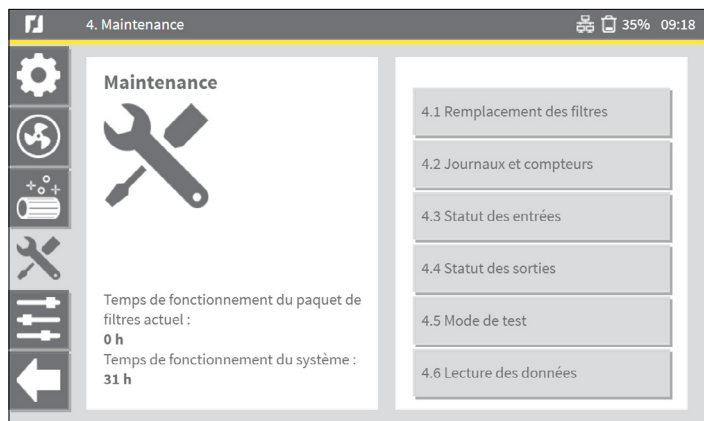 4. Maintenance
35% 09:18
Maintenance
Temps de fonctionnement du paquet de
filtres actuel :
0 h
Temps de fonctionnement du système :
31 h
4.1 Remplacement des filtres
4.2 Journaux et compteurs
4.3 Statut des entrées
4.4 Statut des sorties
4.5 Mode de test
4.6 Lecture des données